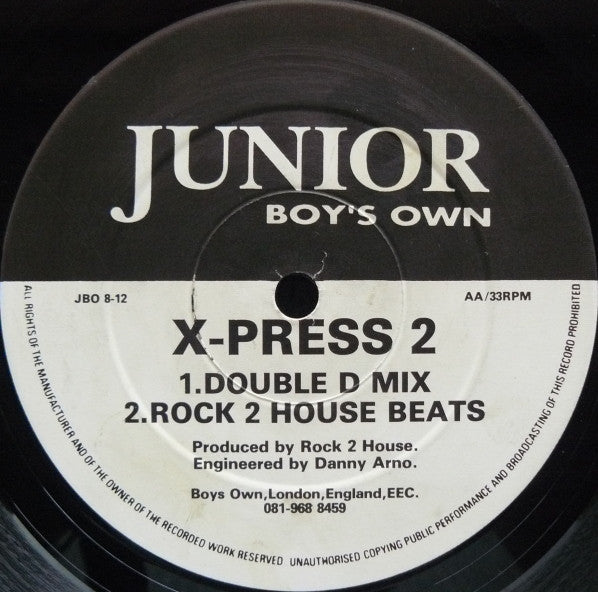 JUNIOR
BOY'S OWN
JBO 8-12
AA/33RPM
X-PRESS 2
1.DOUBLE D MIX
2.ROCK 2 HOUSE BEATS
Produced by Rock 2 House.
Engineered by Danny Arno.
Boys Own,London,England,EEC.
081-968 8459
ALL RIGHTS OF THE MANUFACTURER AND OF THE OWNER OF THE RECORDED WORK RESERVED UNAUTHORISED COPYING PUBLIC PERFORMANCE AND BROADCASTING OF THIS RECORD PROHIBITED